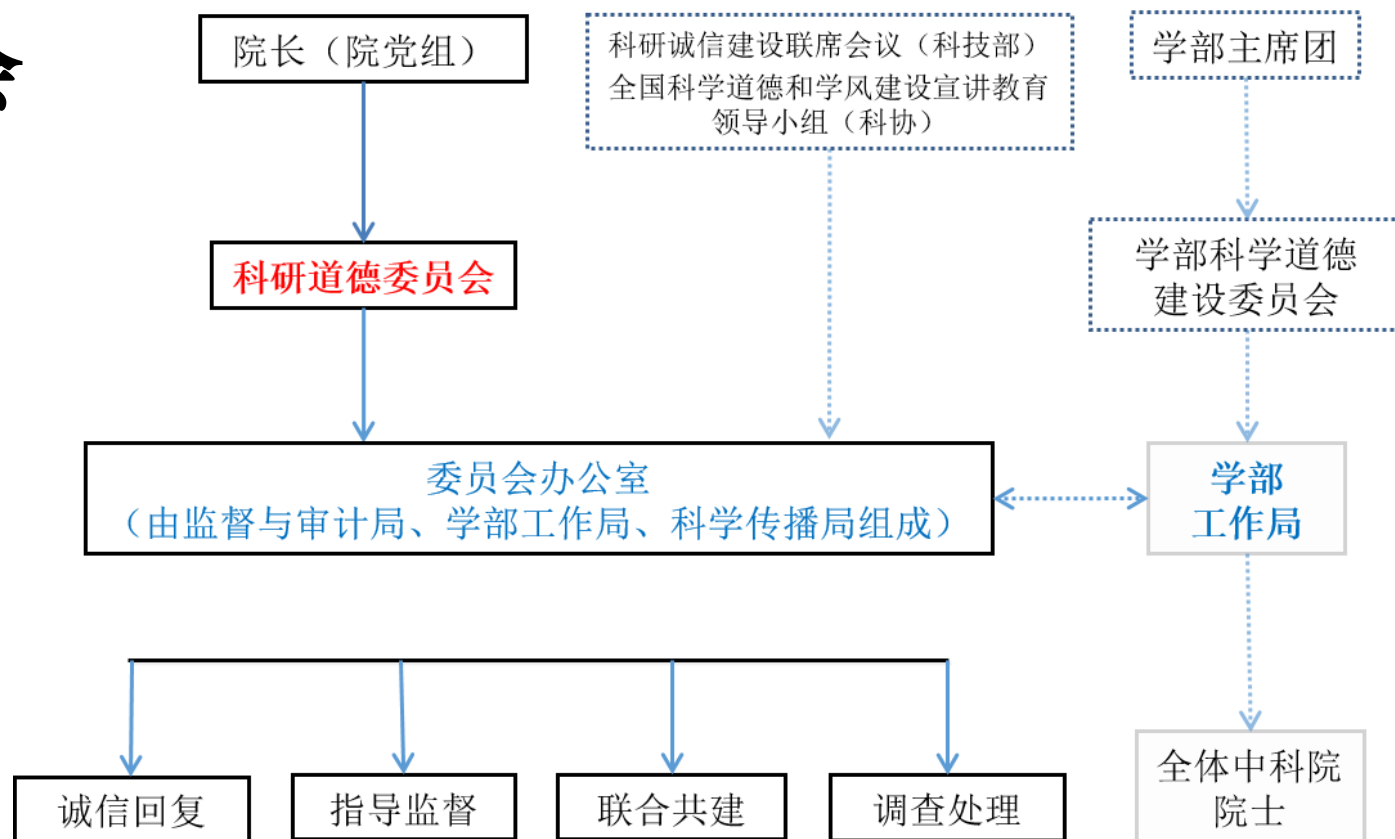 会
院长（院党组）
科研诚信建设联席会议（科技部）
全国科学道德和学风建设宣讲教育
领导小组（科协）
学部主席团
科研道德委员会
学部科学道德
建设委员会
委员会办公室
（由监督与审计局、学部工作局、科学传播局组成）
学部
工作局
诚信回复
指导监督
联合共建
调查处理
全体中科院
院士